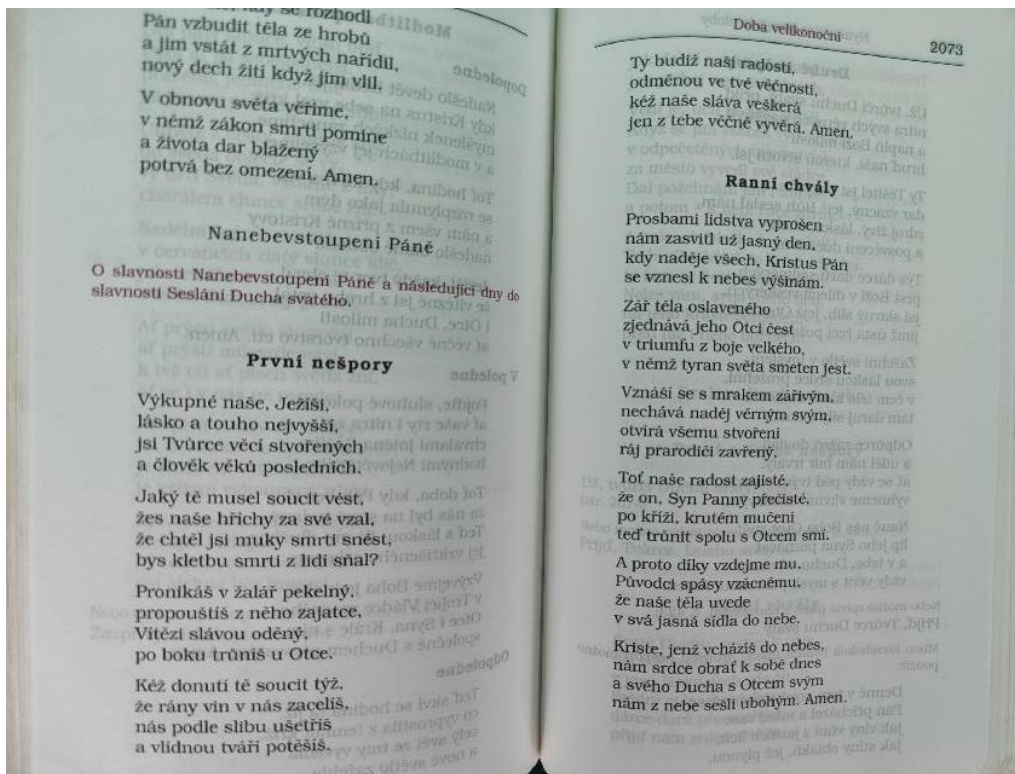 když se rozhodl
Pán vzbudit těla ze hrobů
a jim vstát z mrtvých nařídil,
nový dech žití když jim vlil.
V obnovu světa věříme,
v němž zákon smrti pomine
a života dar blažený
potrvá bez omezení. Amen.
Nanebevstoupení Páně
O slavnosti Nanebevstoupení Páně a následující dny do
slavnosti Seslání Ducha svatého.
První nešpory
Výkupné naše, Ježíši,
lásko a touho nejvyšší,
jsi Tvůrce věcí stvořených
a člověk věků posledních.
Jaký tě musel soucit vést,
žes naše hříchy za své vzal,
že chtěl jsi muky smrti snést,
bys kletbu smrti z lidí sňal?
Pronikáš v žalář pekelný,
propouštíš z něho zajatce,
Vítězi slávou oděný,
po boku trůníš u Otce.
Kéž donutí tě soucit týž,
že rány vin v nás zacelíš,
nás podle slibu ušetříš
a vlídnou tváří potěšíš.
Doba velikonoční
2073
Ty budiž naší radostí,
odměnou ve tvé věčnosti,
kéž naše sláva veškerá
jen z tebe věčně vyvěrá. Amen.
Ranní chvály
Prosbami lidstva vyprošen
nám zasvitl už jasný den,
kdy naděje všech, Kristus Pán
se vznesl k nebes výšinám.
Zář těla oslaveného
zjednává jeho Otci čest
v triumfu z boje velkého,
v němž tyran světa smeten jest.
Vznáší se s mrakem zářivým,
nechává naděj věrným svým,
otvírá všemu stvoření
ráj prarodiči zavřený.
Toť naše radost zajisté,
že on, Syn Panny přečisté,
po kříži, krutém mučení
teď trůnit spolu s Otcem smí.
A proto díky vzdejme mu,
Původci spásy vzácnému,
že naše těla uvede
v svá jasná sídla do nebe.
Kriste, jenž vcházíš do nebes,
nám srdce obrať k sobě dnes
a svého Ducha s Otcem svým
nám z nebe sešli ubohým. Amen.